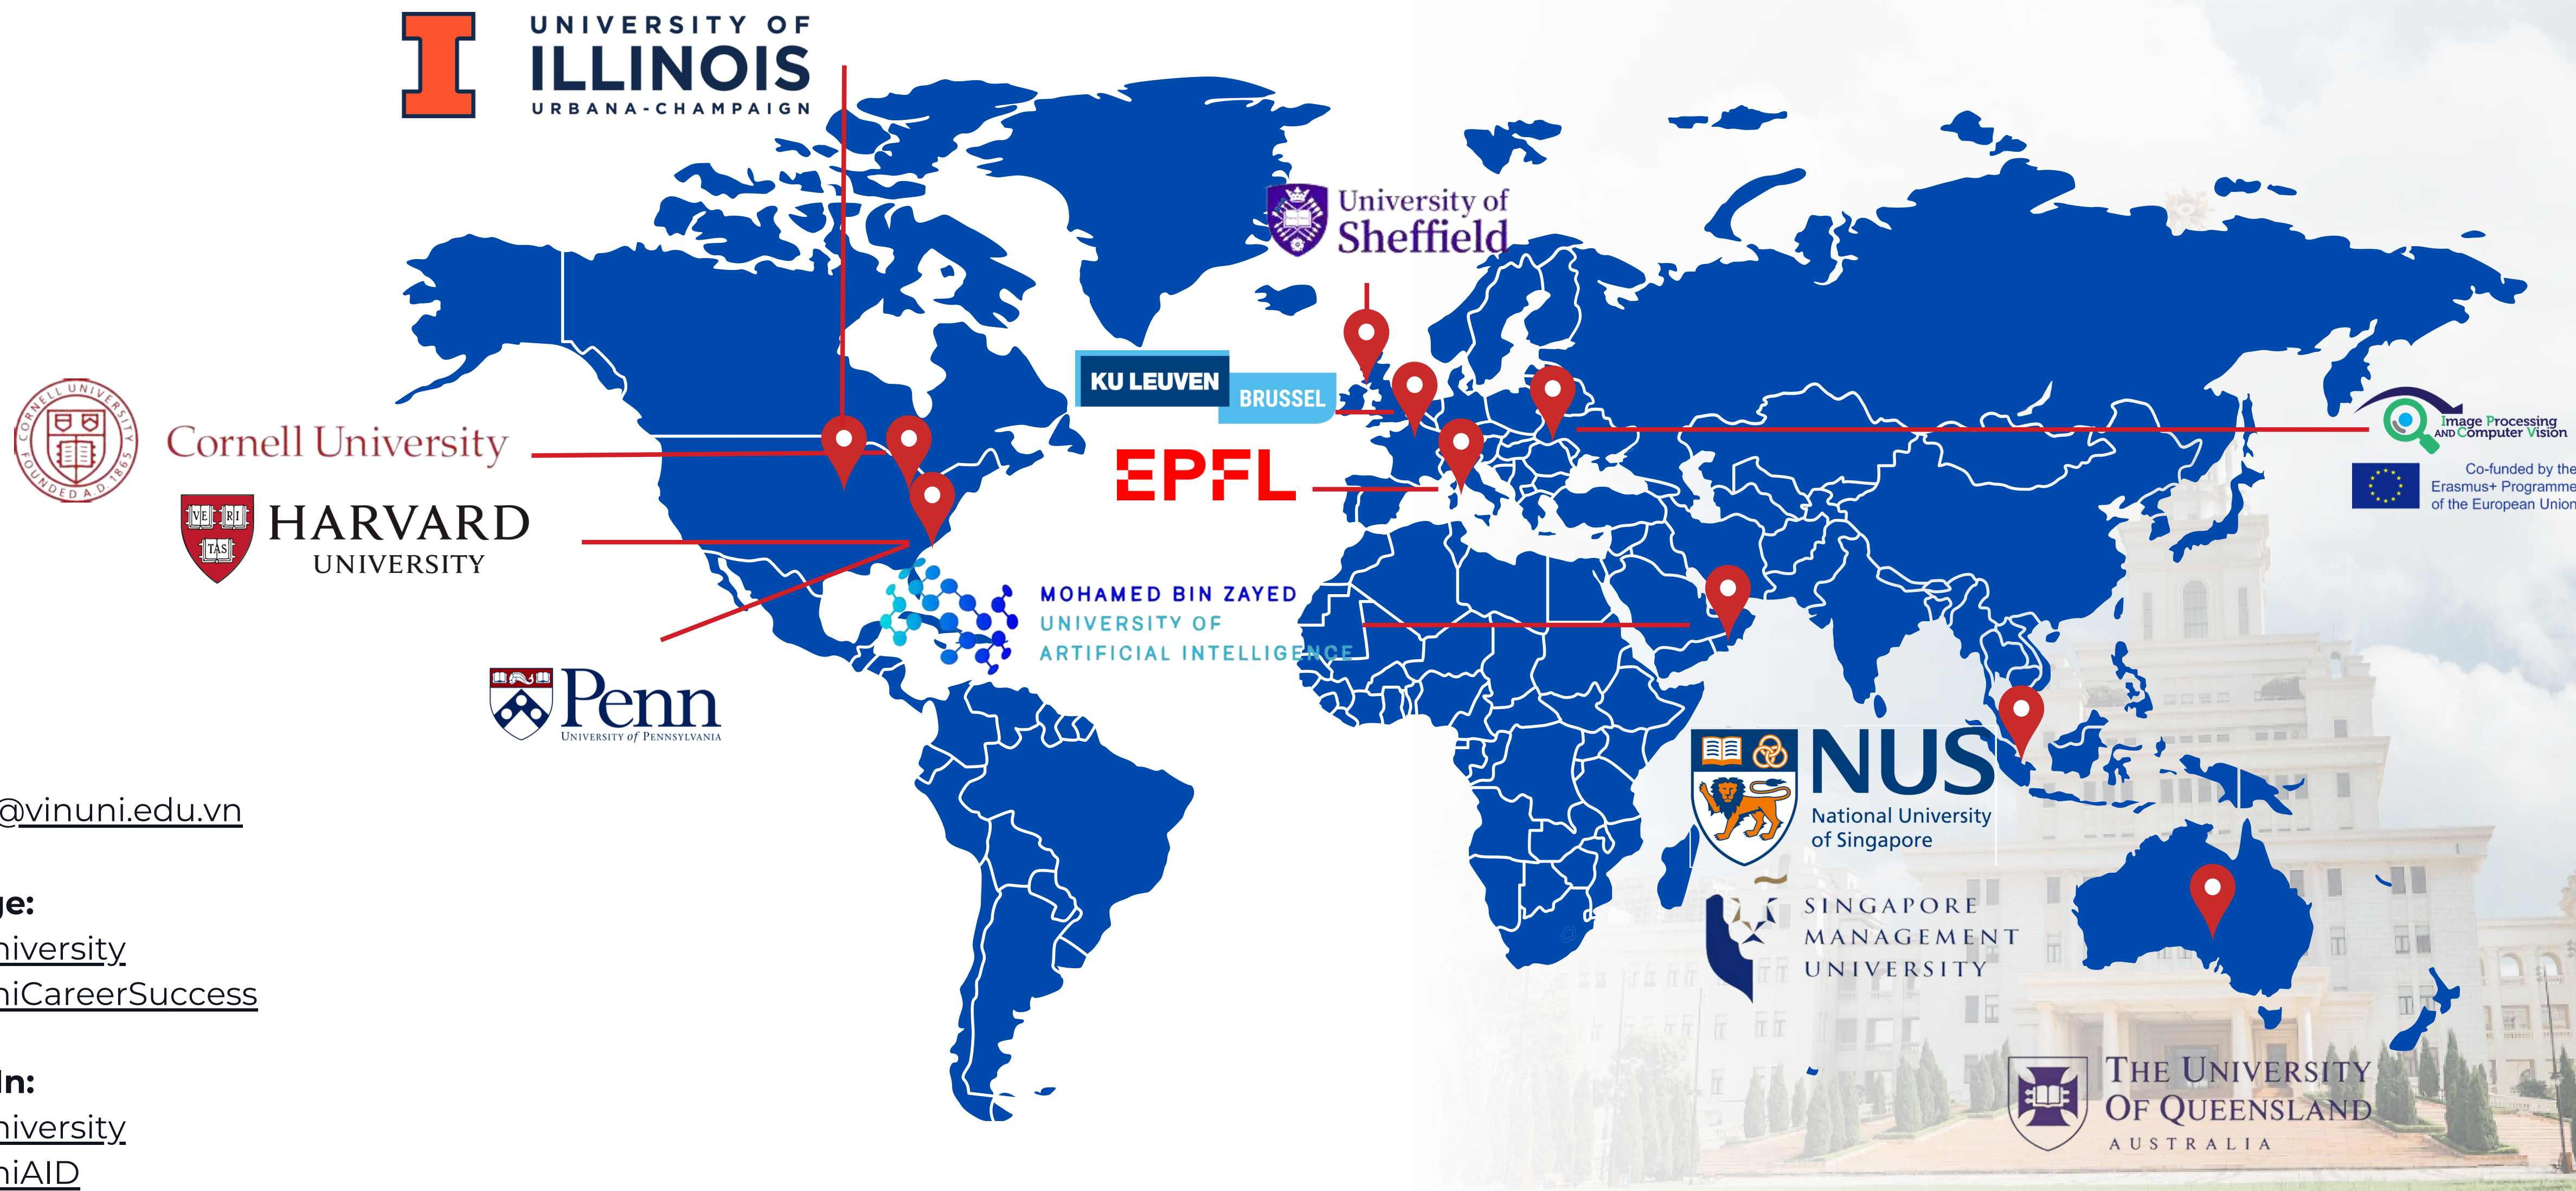 UNIVERSITY OF
ILLINOIS
URBANA-CHAMPAIGN
University of
Sheffield
KU LEUVEN
BRUSSEL
CORNELL UNIVERSITY
FOUNDED A.D. 1865
Cornell University
EPFL
Image Processing
AND Computer Vision
Co-funded by the
Erasmus+ Programme
of the European Union
VE RI
TAS
HARVARD
UNIVERSITY
MOHAMED BIN ZAYED
UNIVERSITY OF
ARTIFICIAL INTELLIGENCE
Penn
UNIVERSITY of PENNSYLVANIA
NUS
National University
of Singapore
@vinuni.edu.vn
ge:
niversity
niCareerSuccess
SINGAPORE
MANAGEMENT
UNIVERSITY
In:
niversity
niAID
THE UNIVERSITY
OF QUEENSLAND
AUSTRALIA